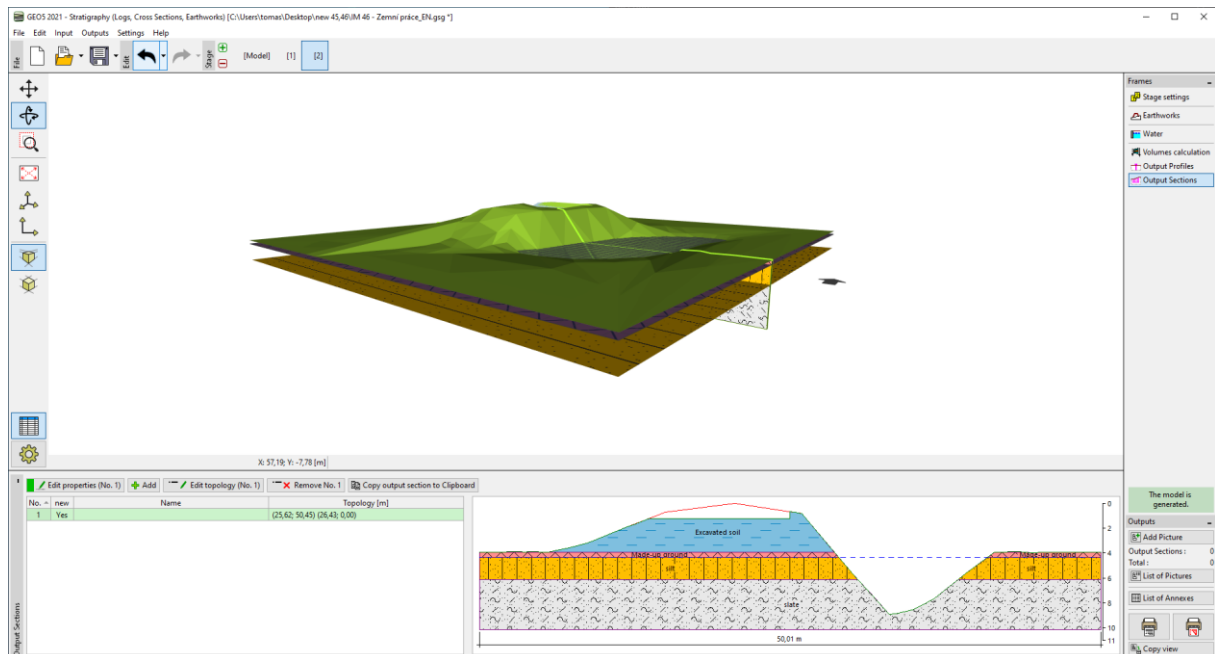 GEO5 2021 - Stratigraphy (Logs, Cross Sections, Earthworks) [C:\Users\tomas\Desktop\new 45,46\IM 46 - Zemní práce_EN.gsg *]
File Edit Input Outputs Settings Help
File
Edit
Stage
[Model] [1] [2]
Frames
Stage settings
Earthworks
Water
Volumes calculation
Output Profiles
Output Sections
X: 57,19; Y: -7,78 [m]
Edit properties (No. 1) Add Edit topology (No. 1) Remove No. 1 Copy output section to Clipboard
No. new Name Topology [m]
1 Yes (25,62; 50,45) (26,43; 0,00)
Output Sections
Excavated soil
Made-up ground
Made-up ground
silt
silt
slate
50,01 m
0
2
4
6
8
10
11
The model is
generated.
Outputs
Add Picture
Output Sections : 0
Total : 0
List of Pictures
List of Annexes
Copy view